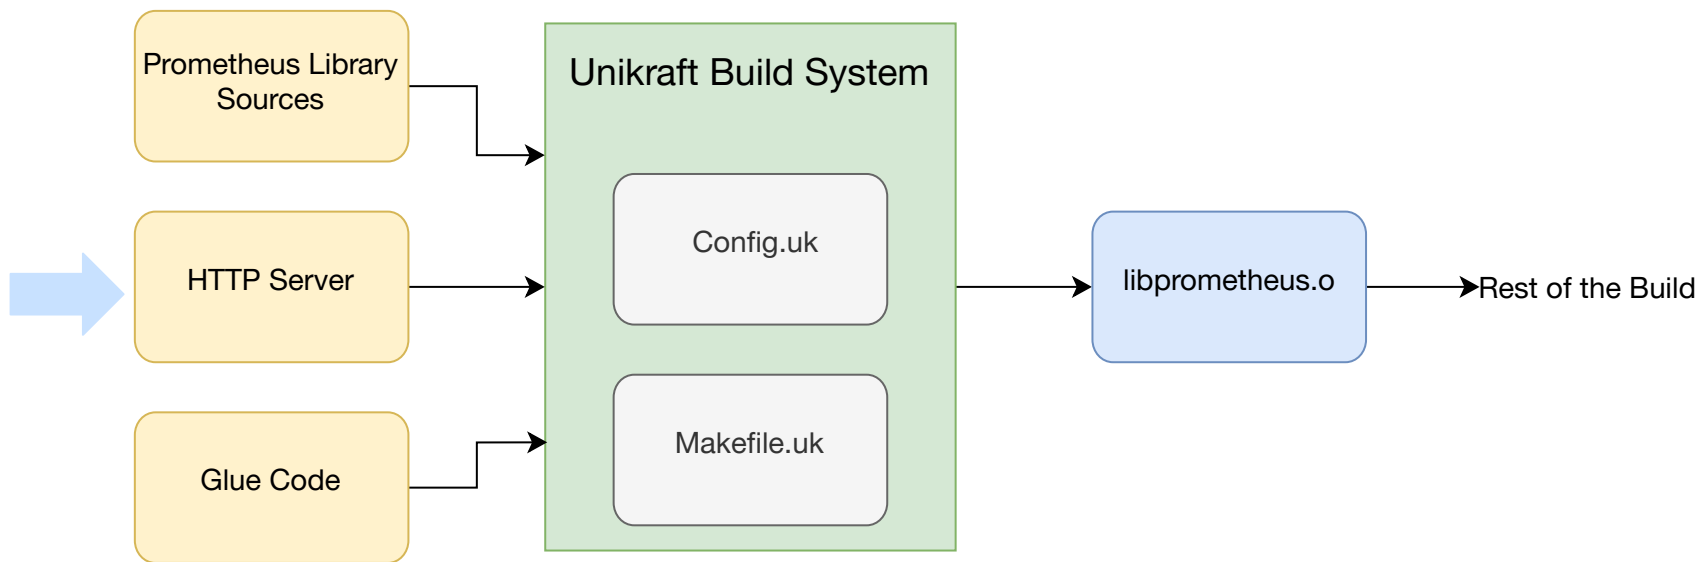 Prometheus Library
Sources
HTTP Server
Glue Code
Unikraft Build System
Config.uk
Makefile.uk
libprometheus.o
Rest of the Build